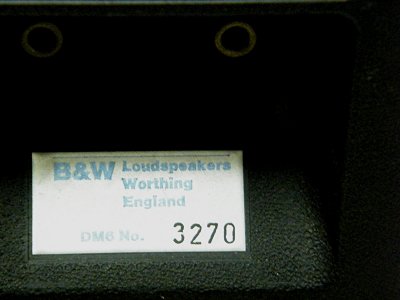 B&W Loudspeakers
Worthing
England
DM6 No. 3270